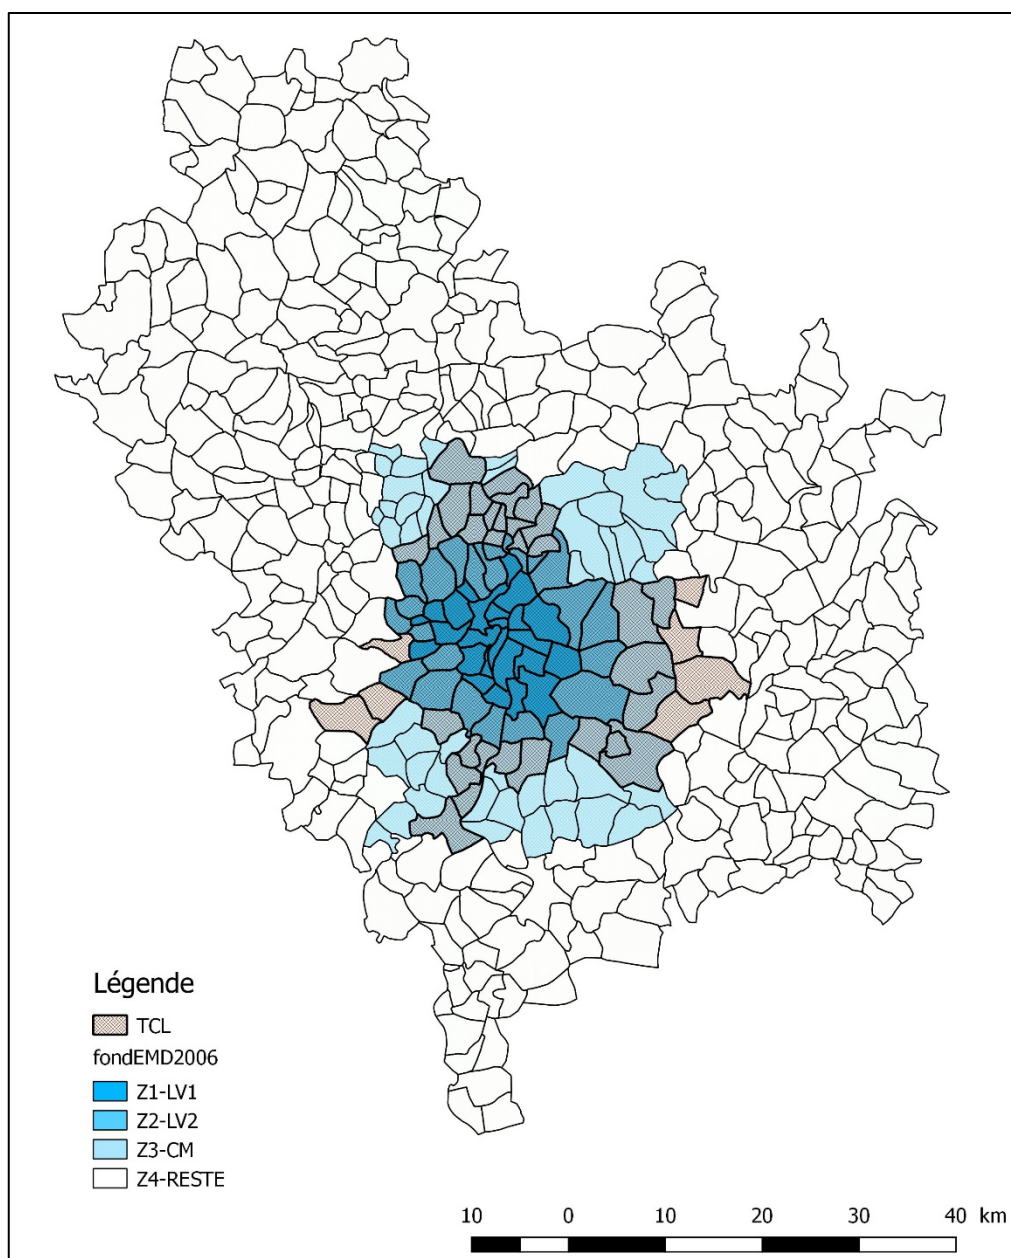 Légende
TCL
fondEMD2006
Z1-LV1
Z2-LV2
Z3-CM
Z4-RESTE
10 0 10 20 30 40 km